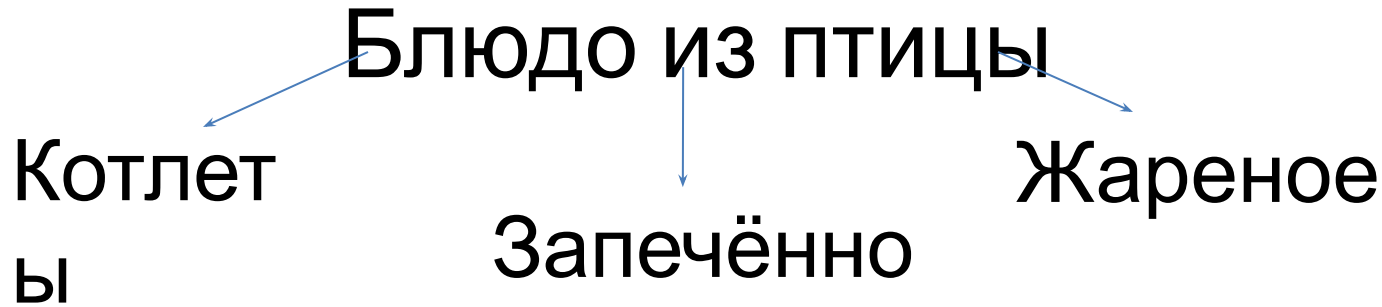 Блюдо из птицы
Котлет
ы
Запечённо
Жареное